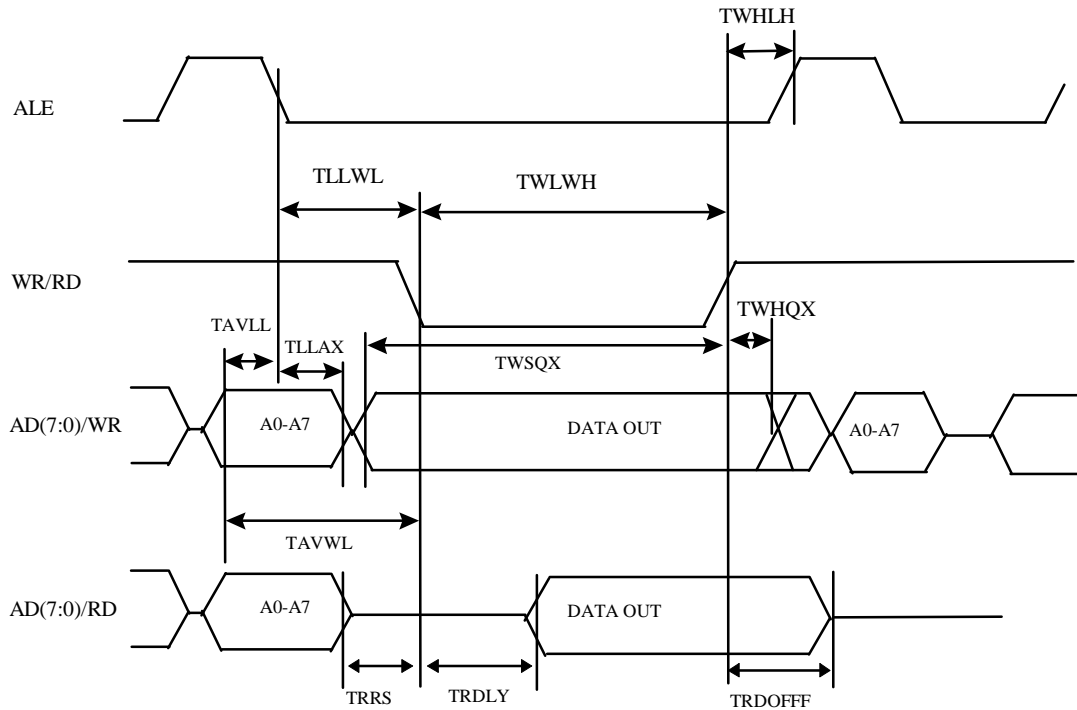 TWHLH
ALE
TLLWL
TWLWH
WR/RD
TAVLL
TLLAX
TWHQX
TWSQX
AD(7:0)/WR
A0-A7
DATA OUT
A0-A7
TAVWL
AD(7:0)/RD
A0-A7
DATA OUT
TRRS
TRDLY
TRDOFFF